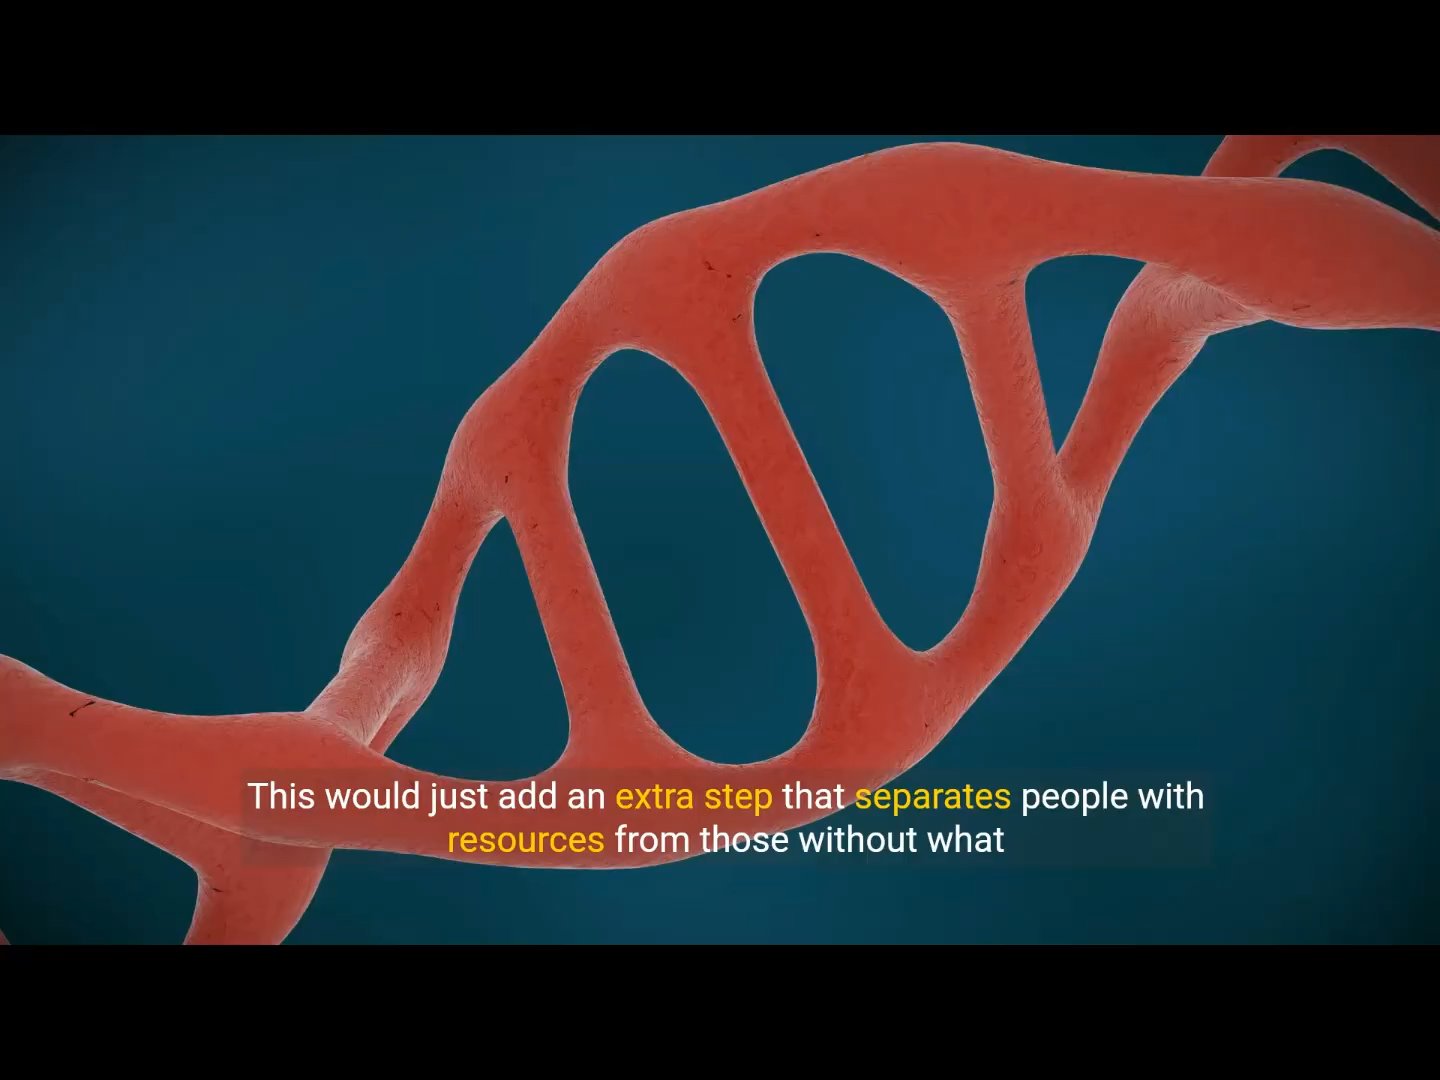 This would just add an extra step that separates people with
resources from those without what